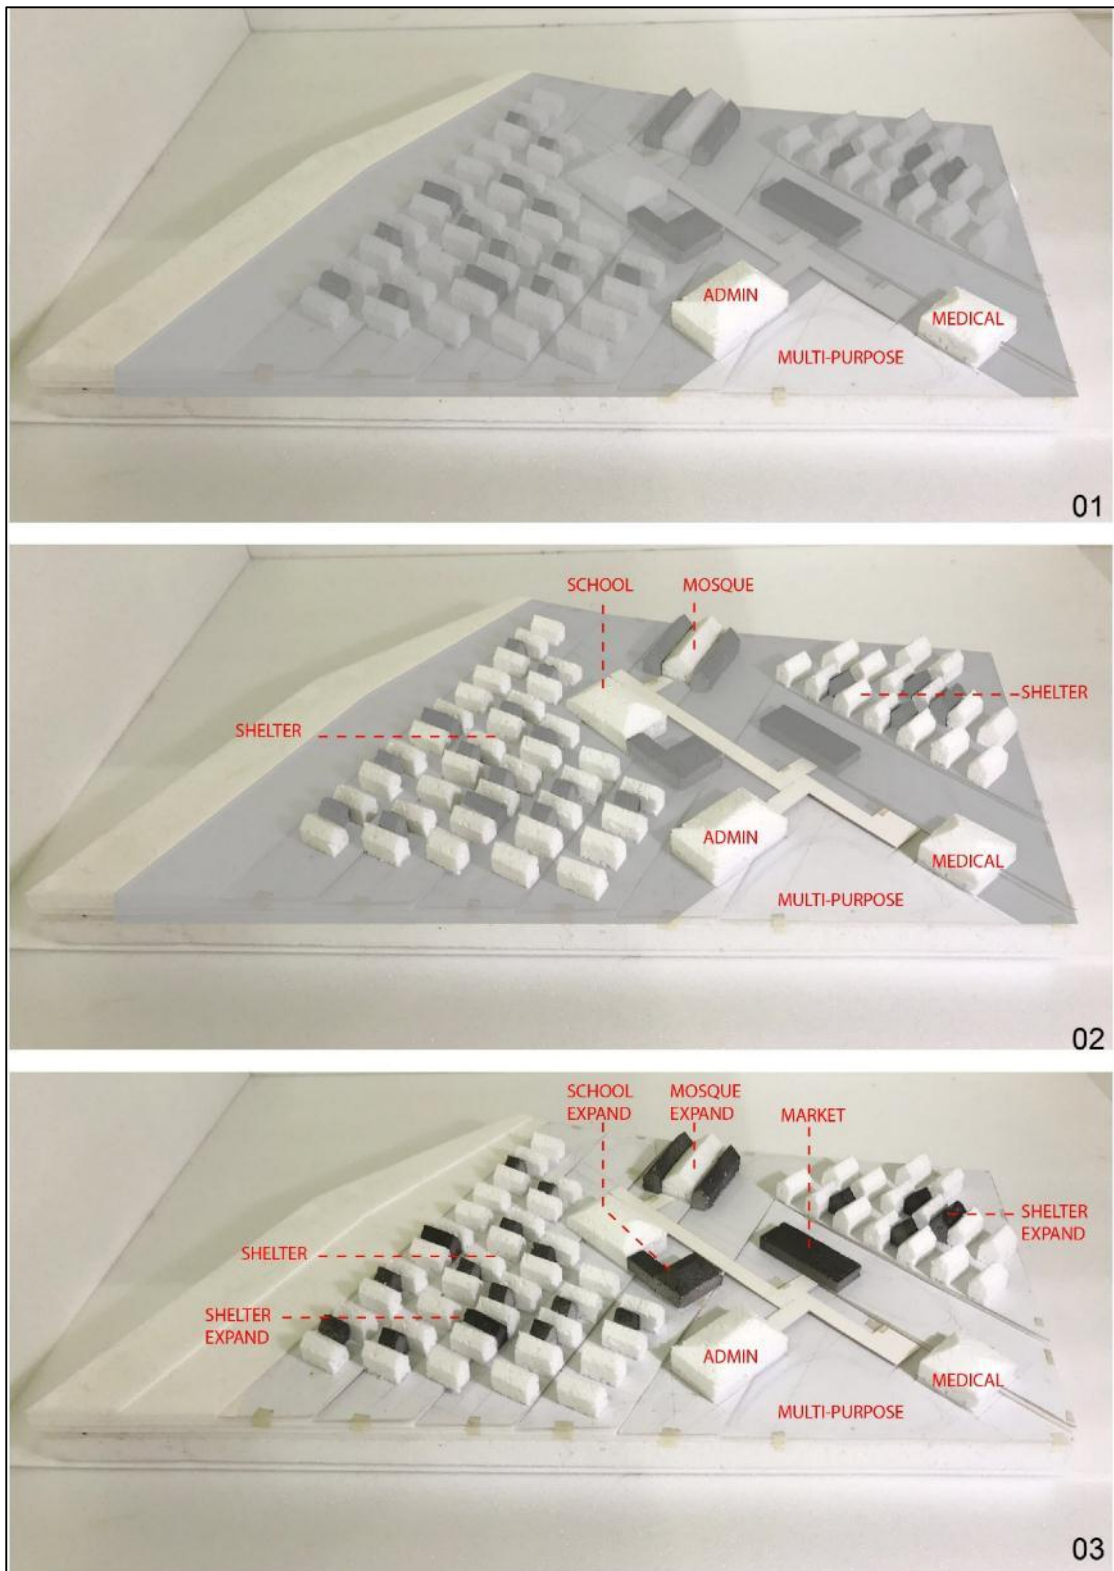 ADMIN
MEDICAL
MULTI-PURPOSE
01
SCHOOL
MOSQUE
SHELTER
SHELTER
ADMIN
MEDICAL
MULTI-PURPOSE
02
SCHOOL
EXPAND
MOSQUE
EXPAND
MARKET
SHELTER
EXPAND
SHELTER
SHELTER
EXPAND
ADMIN
MEDICAL
MULTI-PURPOSE
03